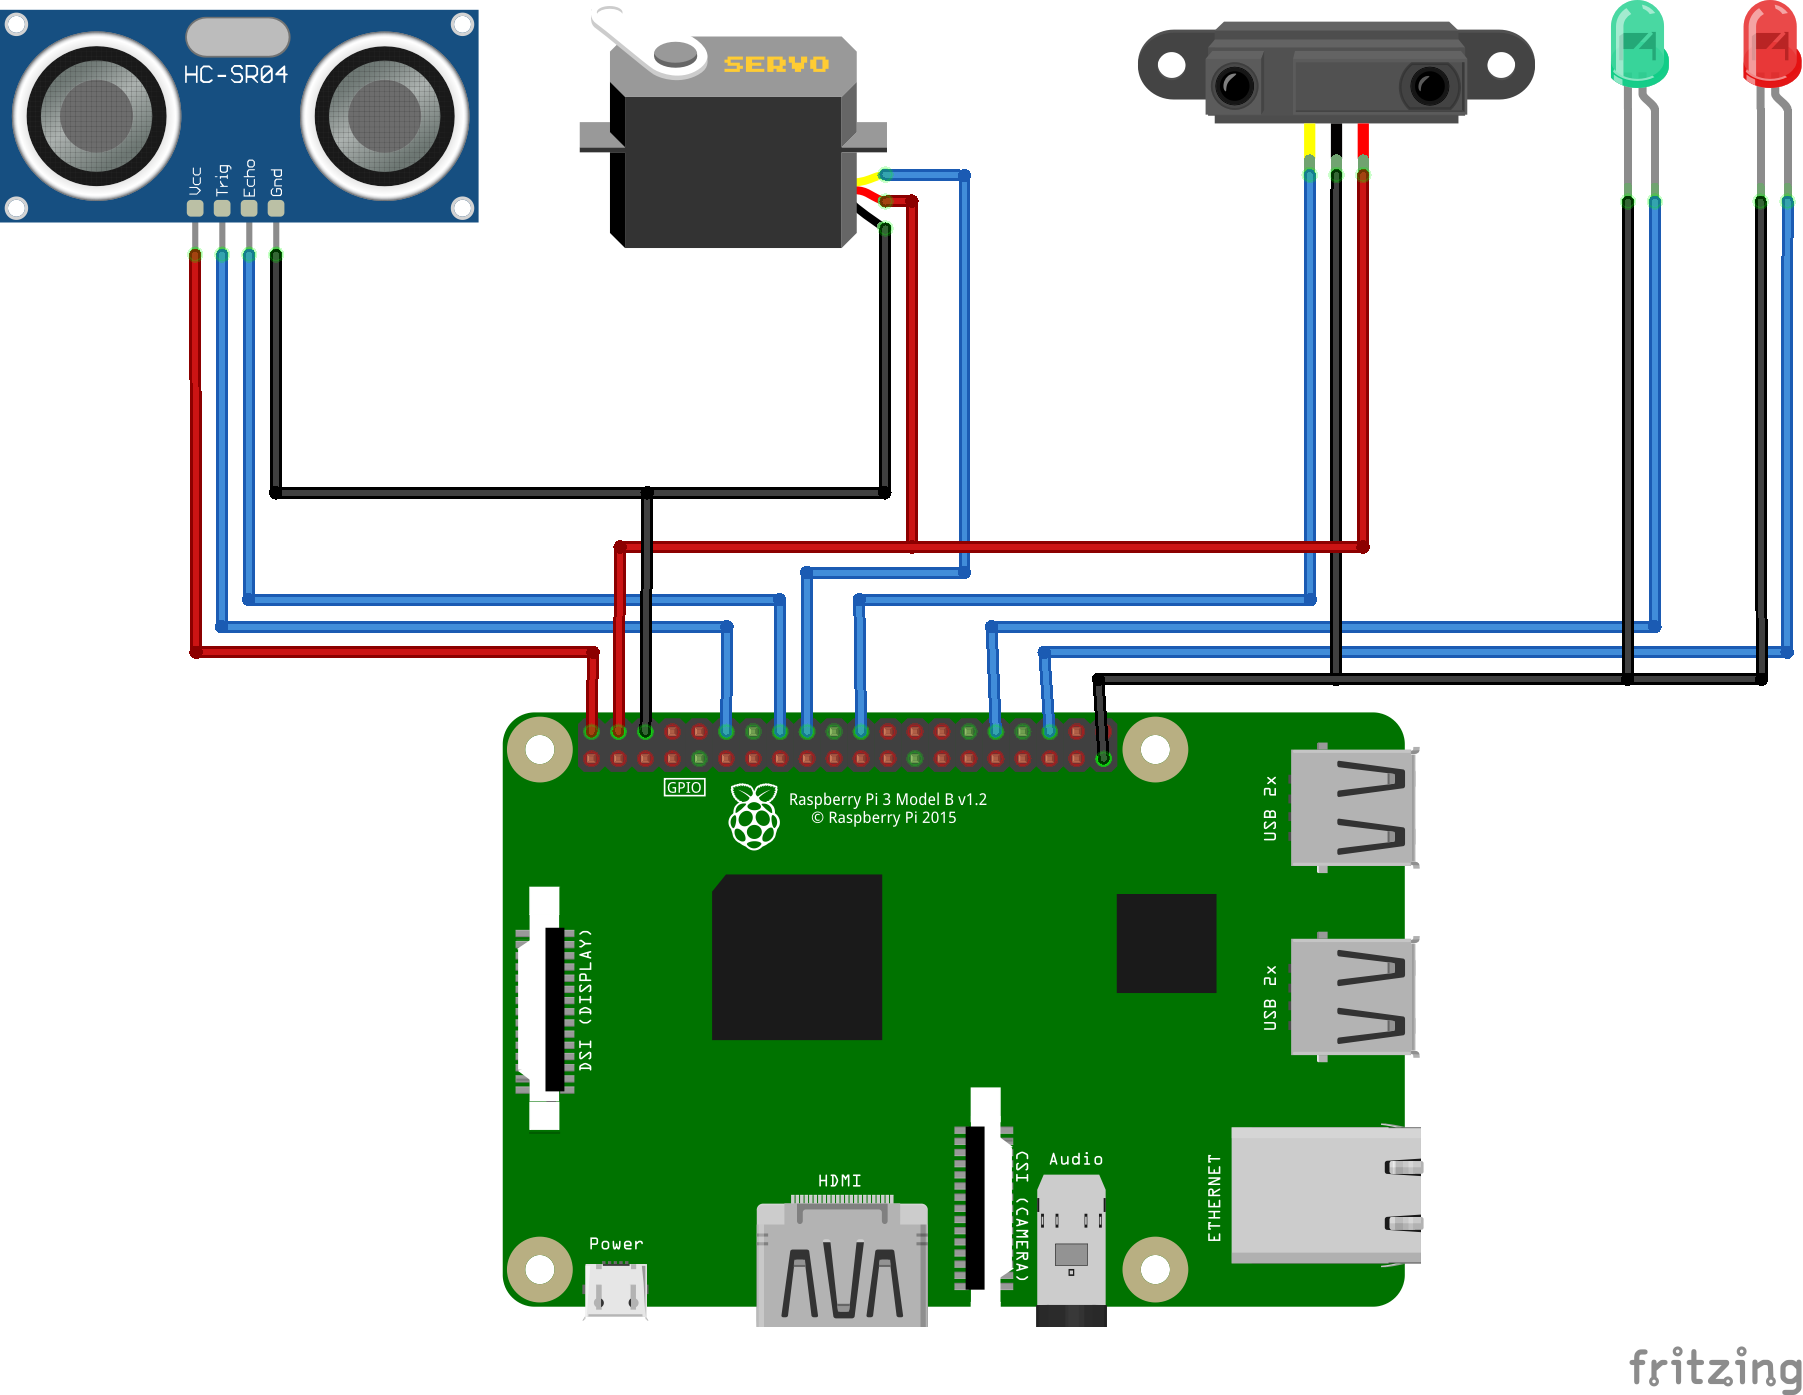 HC-SR04
Vcc
Trig
Echo
Gnd
SERVO
GPIO
Raspberry Pi 3 Model B v1.2
© Raspberry Pi 2015
USB 2x
USB 2x
DSI (DISPLAY)
CSI (CAMERA)
Audio
ETHERNET
HDMI
Power
fritzing